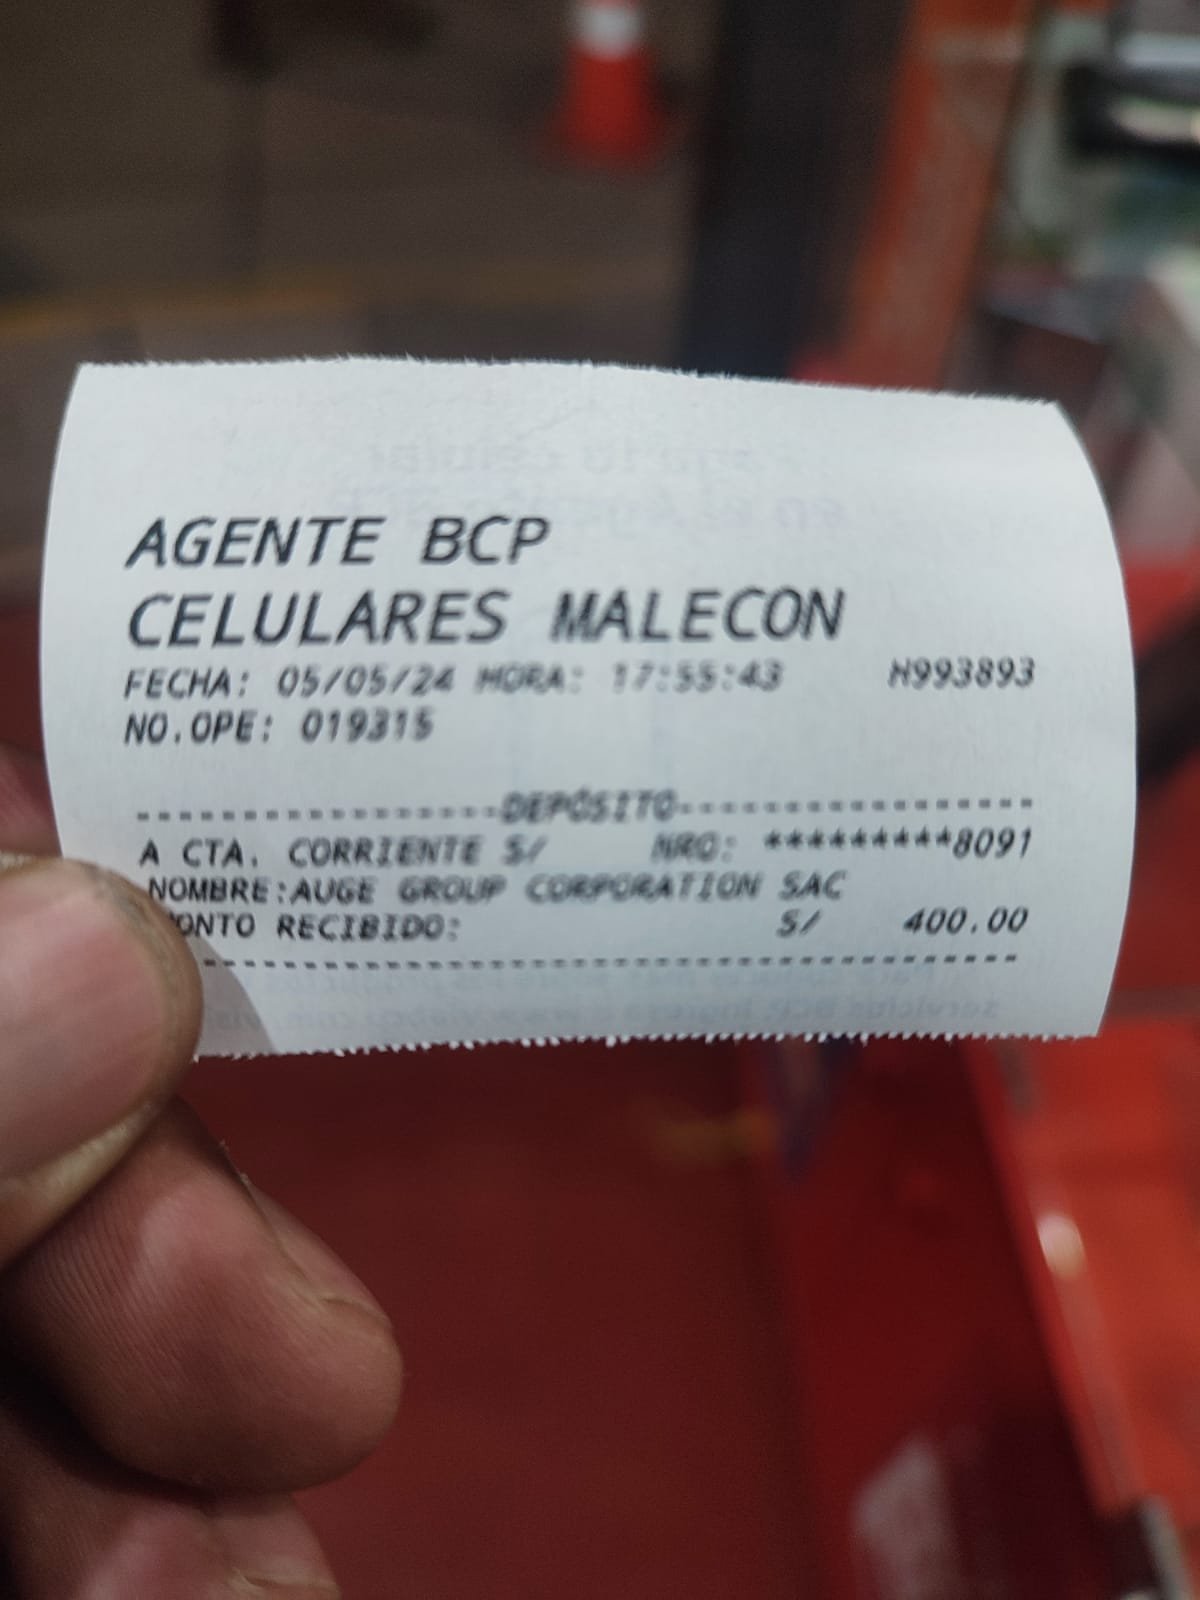 AGENTE BCP
CELULARES MALECON
FECHA: 05/05/24 HORA: 17:55:43 H993893
NO.OPE: 019315
------------------DEPÓSITO------------------
A CTA. CORRIENTE S/ NRO: *********8091
NOMBRE:AUGE GROUP CORPORATION SAC
ONTO RECIBIDO: S/ 400.00